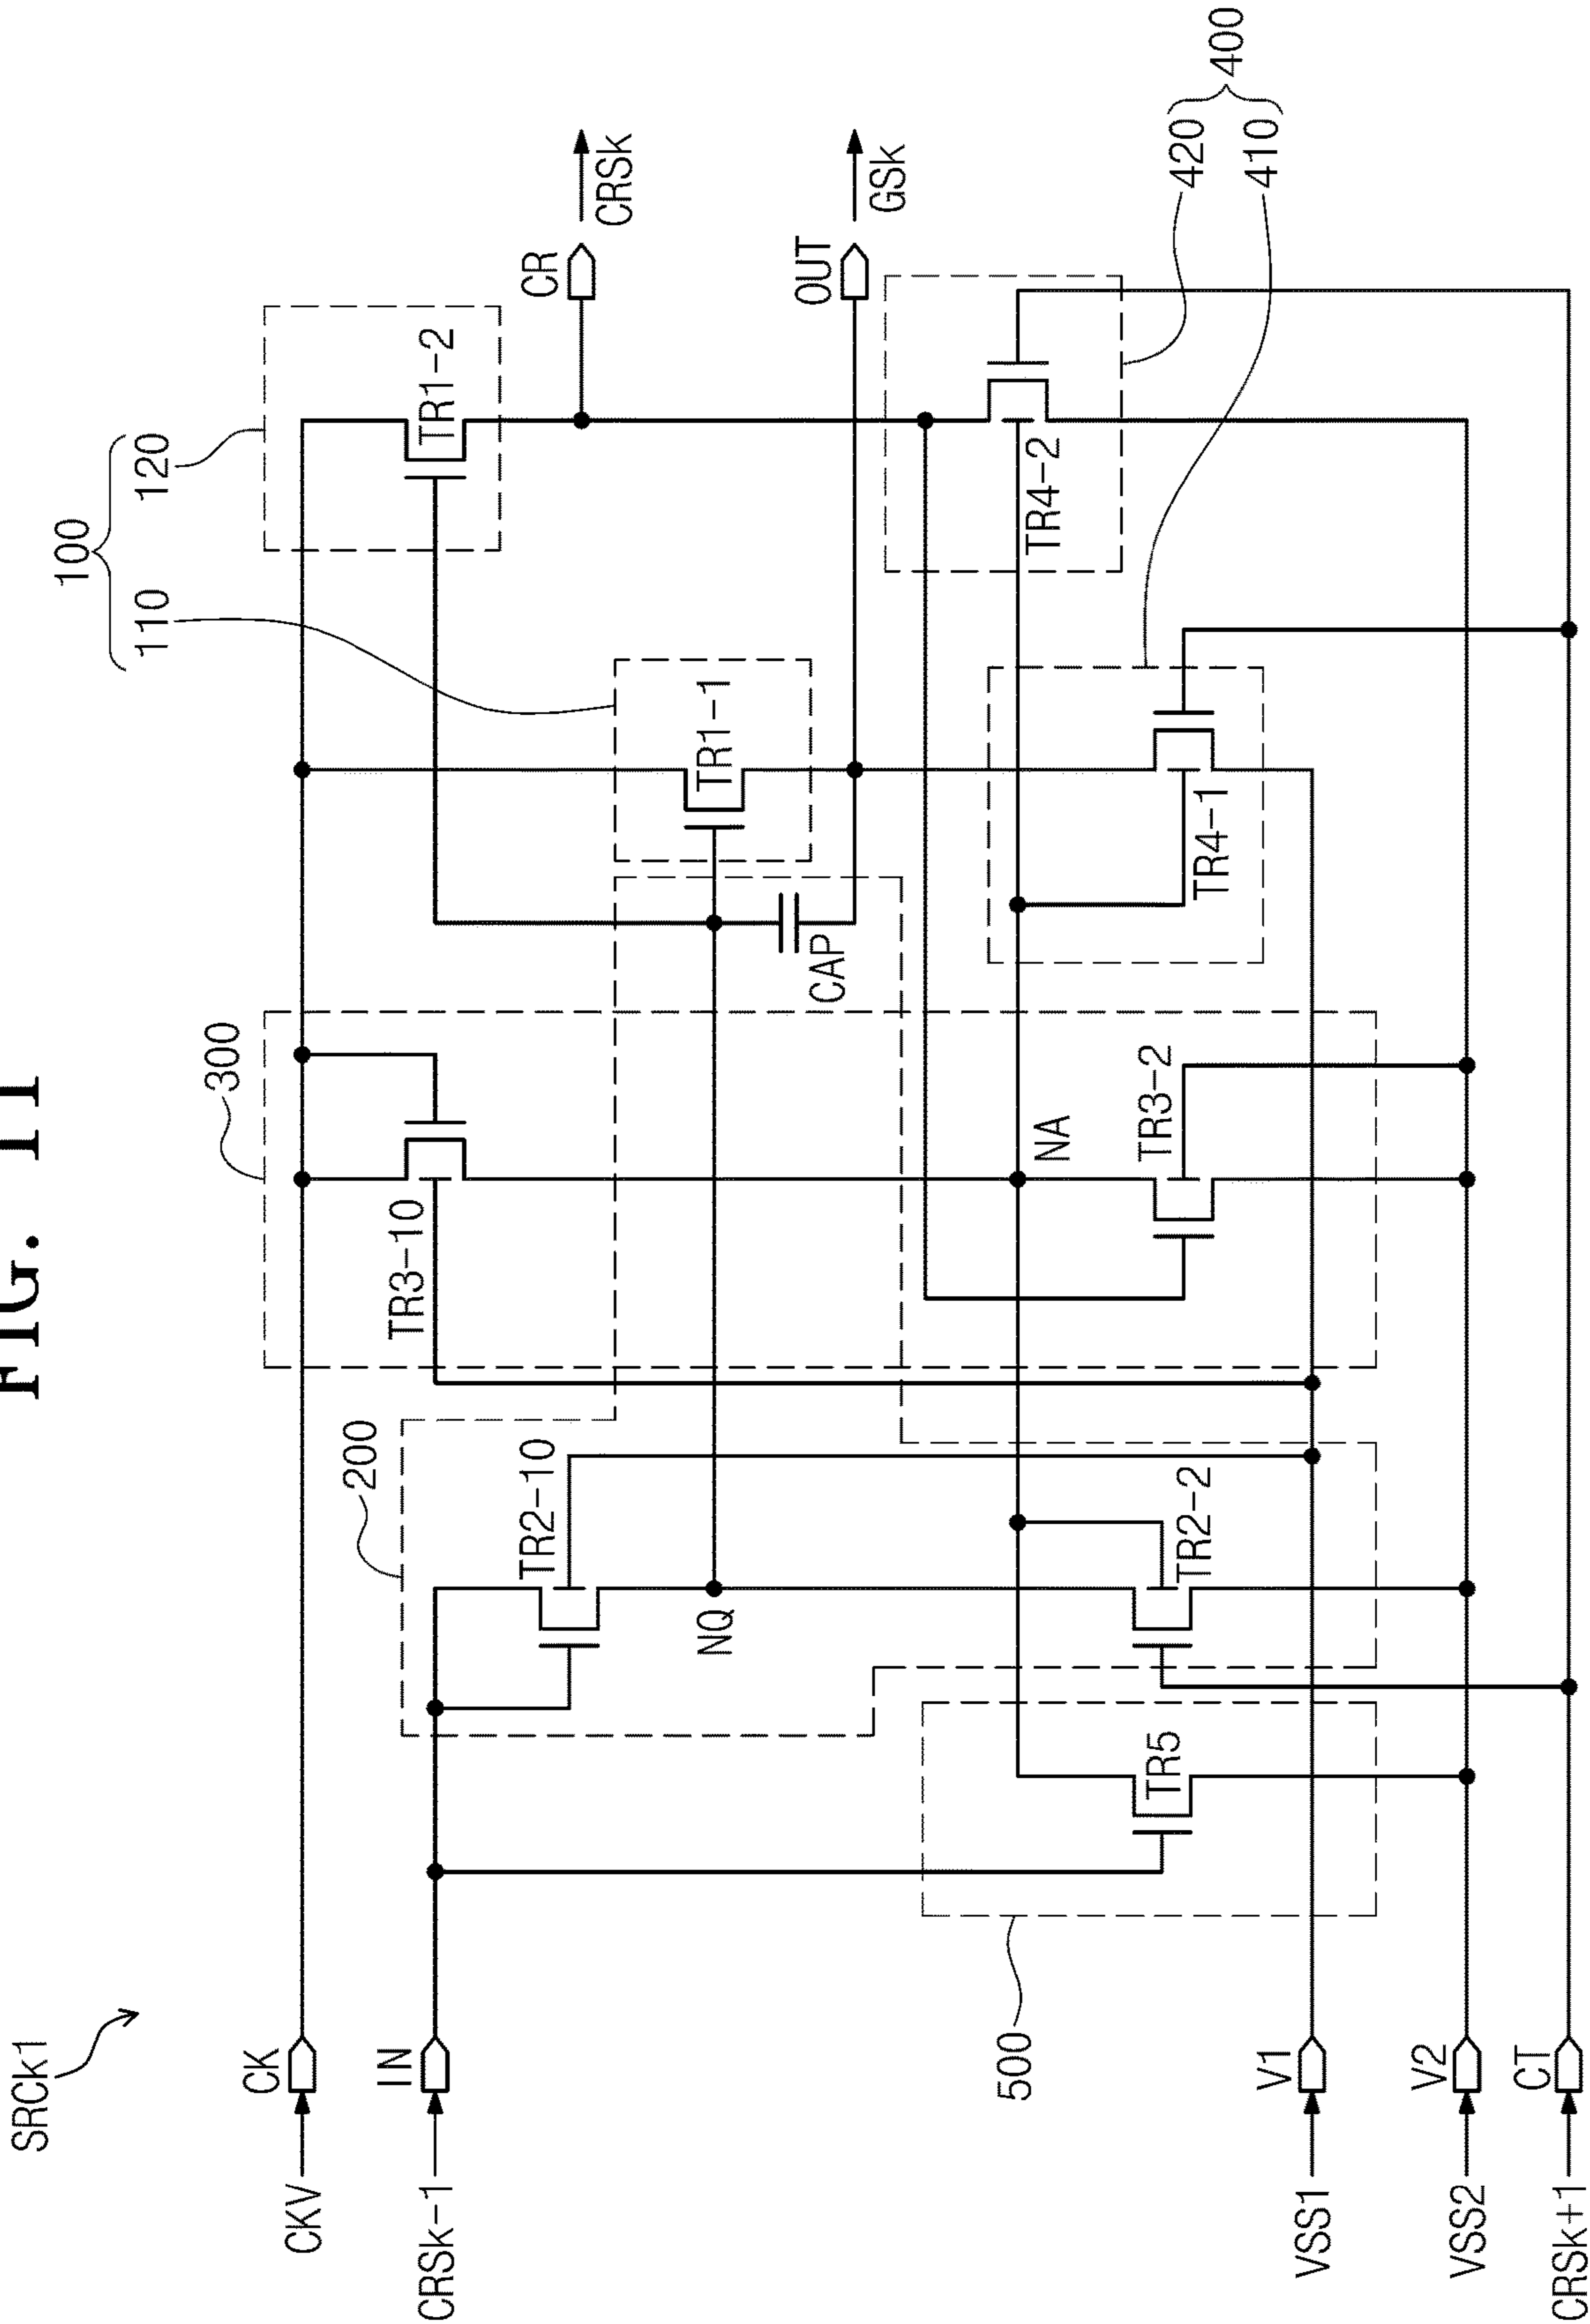 FIG. 11
SRCk1
100
110
120
300
200
400
420
410
500
CKV
CK
CRSk-1
IN
VSS1
V1
VSS2
V2
CRSk+1
CT
TR1-2
TR1-1
CAP
TR3-10
TR3-2
TR2-10
TR2-2
NQ
NA
TR5
TR4-1
TR4-2
CR
CRSk
OUT
GSk